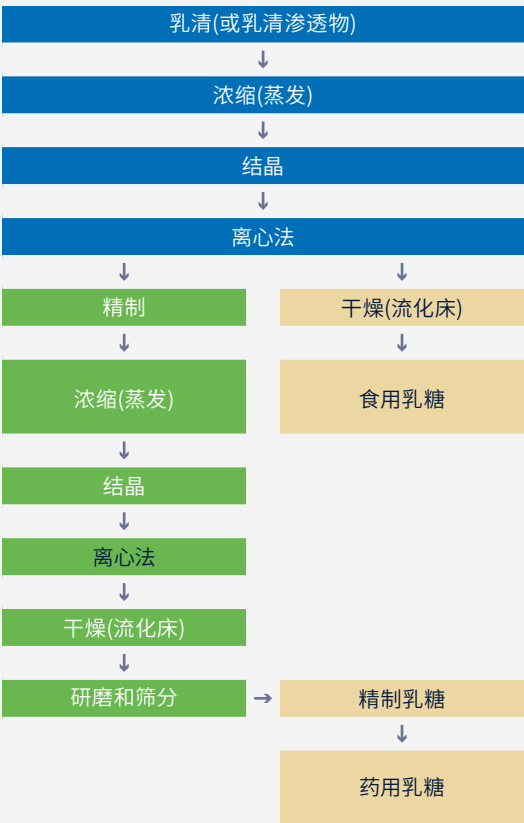 乳清(或乳清渗透物)
浓缩(蒸发)
结晶
离心法
精制
干燥(流化床)
浓缩(蒸发)
食用乳糖
结晶
离心法
干燥(流化床)
研磨和筛分
精制乳糖
药用乳糖